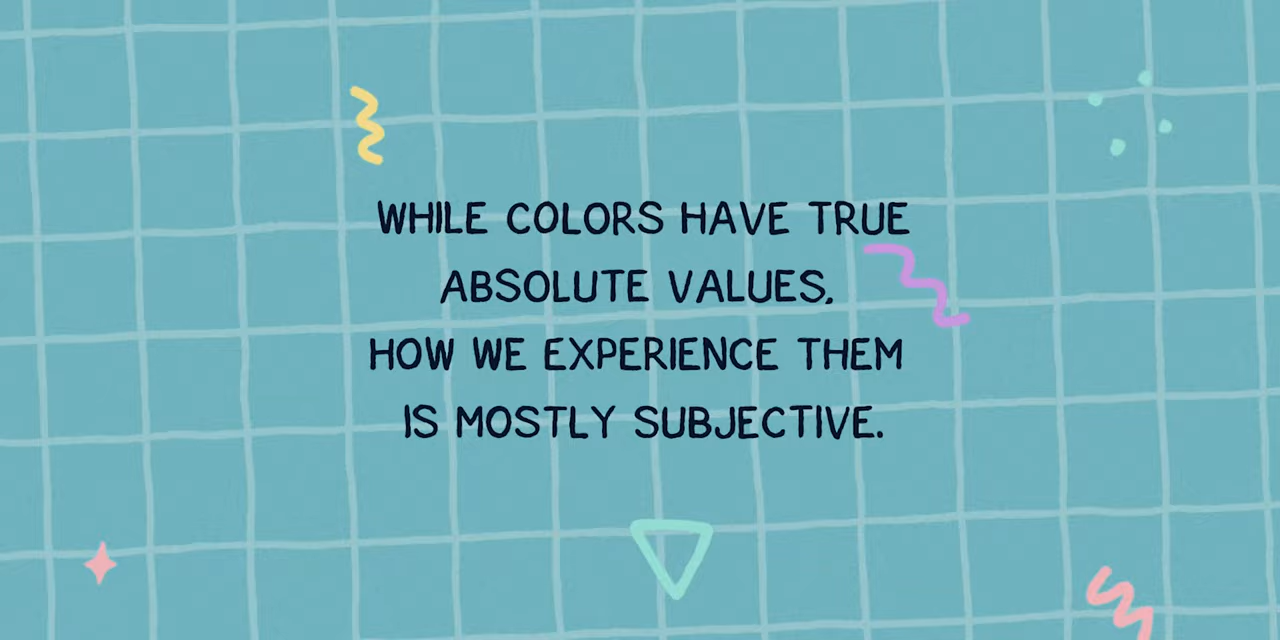 WHILE COLORS HAVE TRUE
ABSOLUTE VALUES,
HOW WE EXPERIENCE THEM
IS MOSTLY SUBJECTIVE.